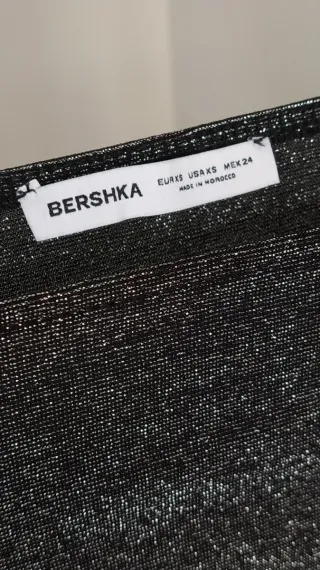 BERSHKA
EUR XS USA XS MEX 24
MADE IN MOROCCO